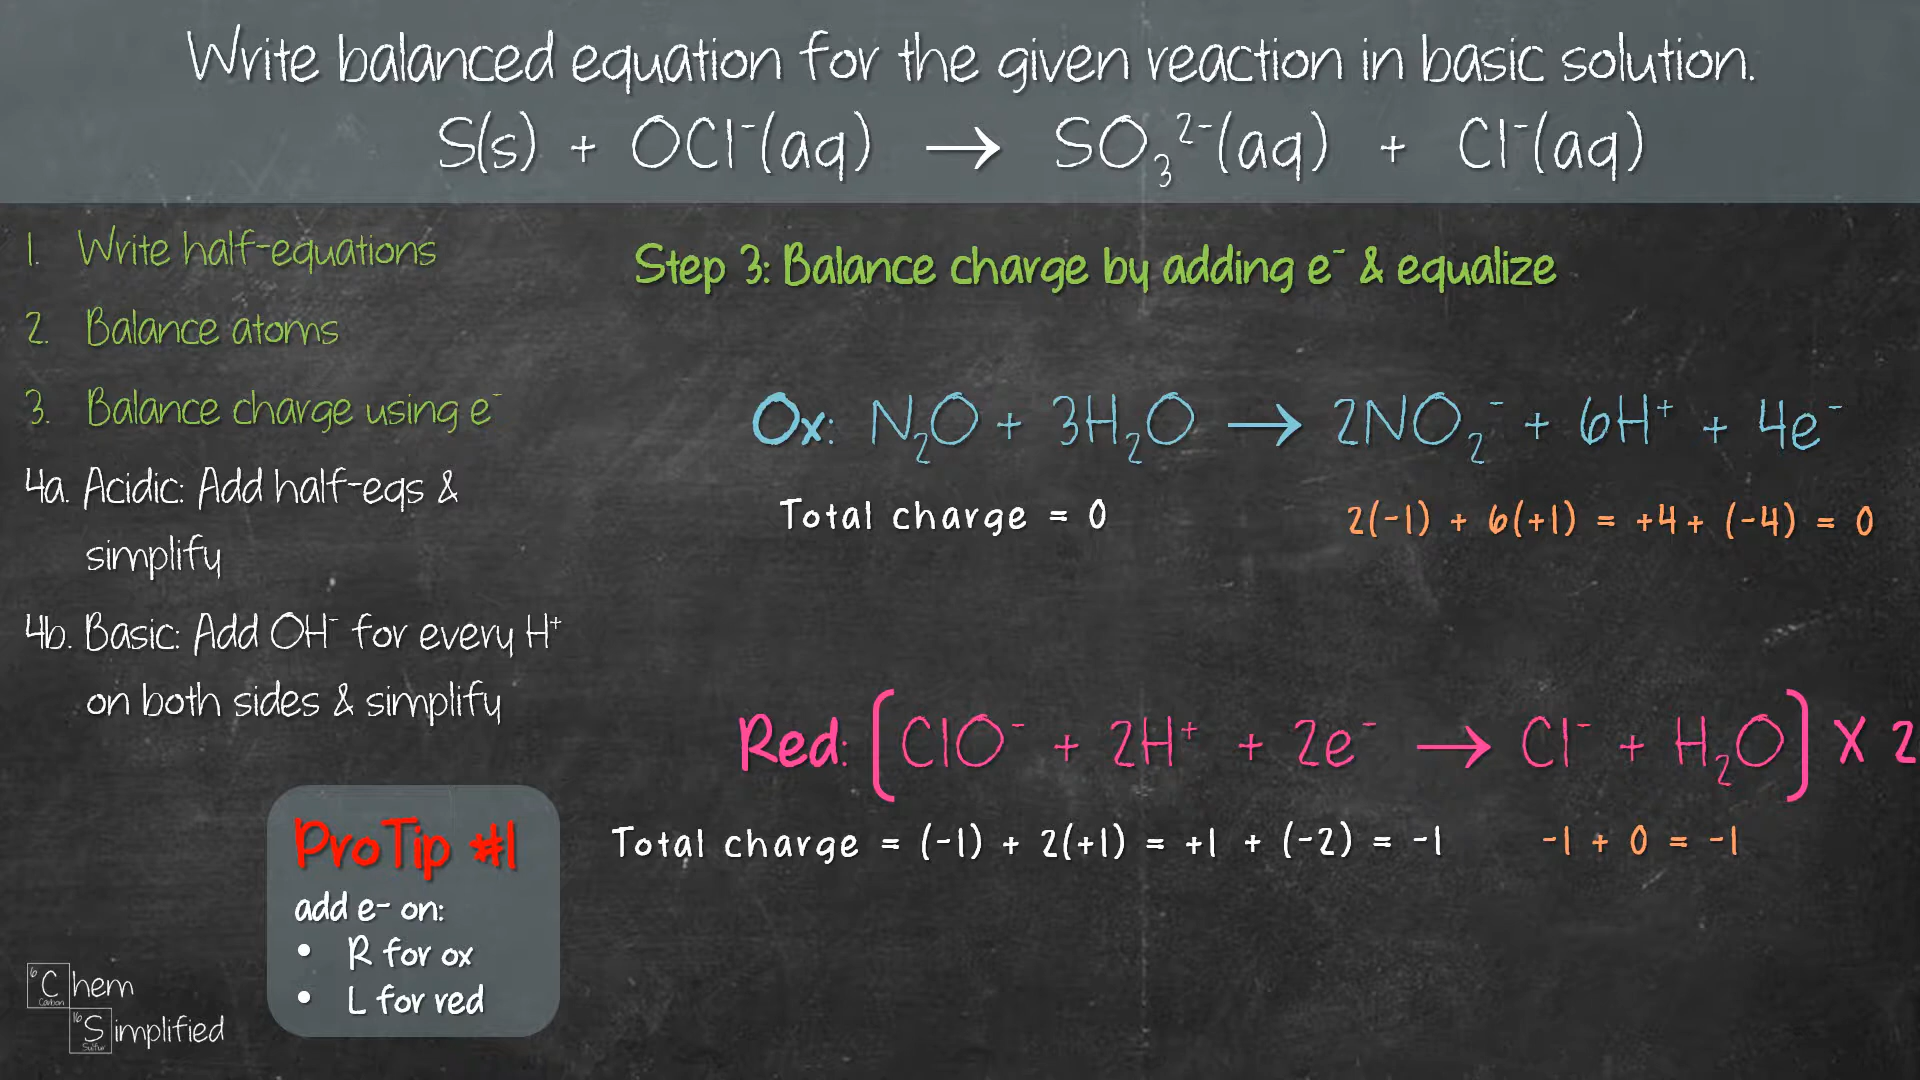 Write balanced equation for the given reaction in basic solution.
S(s) + OCl⁻(aq) → SO₃²⁻(aq) + Cl⁻(aq)
1. Write half-equations
2. Balance atoms
3. Balance charge using e⁻
4a. Acidic: Add half-eqs &
simplify
4b. Basic: Add OH⁻ for every H⁺
on both sides & simplify
Step 3: Balance charge by adding e⁻ & equalize
Ox: N₂O + 3H₂O → 2NO₂⁻ + 6H⁺ + 4e⁻
Total charge = 0
2(-1) + 6(+1) = +4 + (-4) = 0
Red: [ClO⁻ + 2H⁺ + 2e⁻ → Cl⁻ + H₂O] X 2
Total charge = (-1) + 2(+1) = +1 + (-2) = -1
-1 + 0 = -1
ProTip #1
add e- on:
• R for ox
• L for red
6
Chem
Carbon
16
Simplified
Sulfur